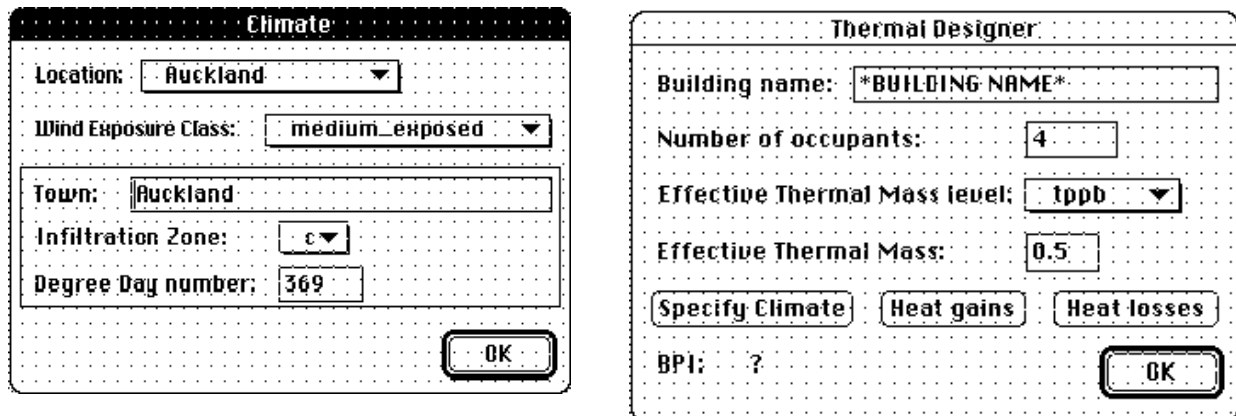 Climate
Location: Auckland
Wind Exposure Class: medium_exposed
Town: Auckland
Infiltration Zone: c
Degree Day number: 369
OK
Thermal Designer
Building name: *BUILDING NAME*
Number of occupants: 4
Effective Thermal Mass level: tppb
Effective Thermal Mass: 0.5
Specify Climate Heat gains Heat losses
BPI: ?
OK